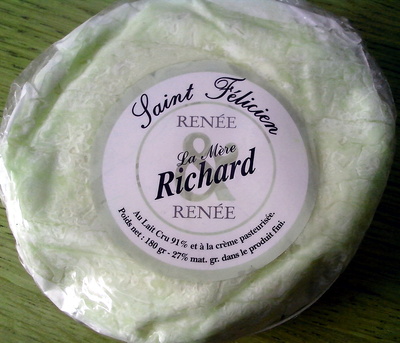 Saint Félicien
RENÉE
&
La Mère
Richard
RENÉE
Au Lait Cru 91% et à la crème pasteurisée.
Poids net : 180 gr - 27% mat. gr. dans le produit fini.